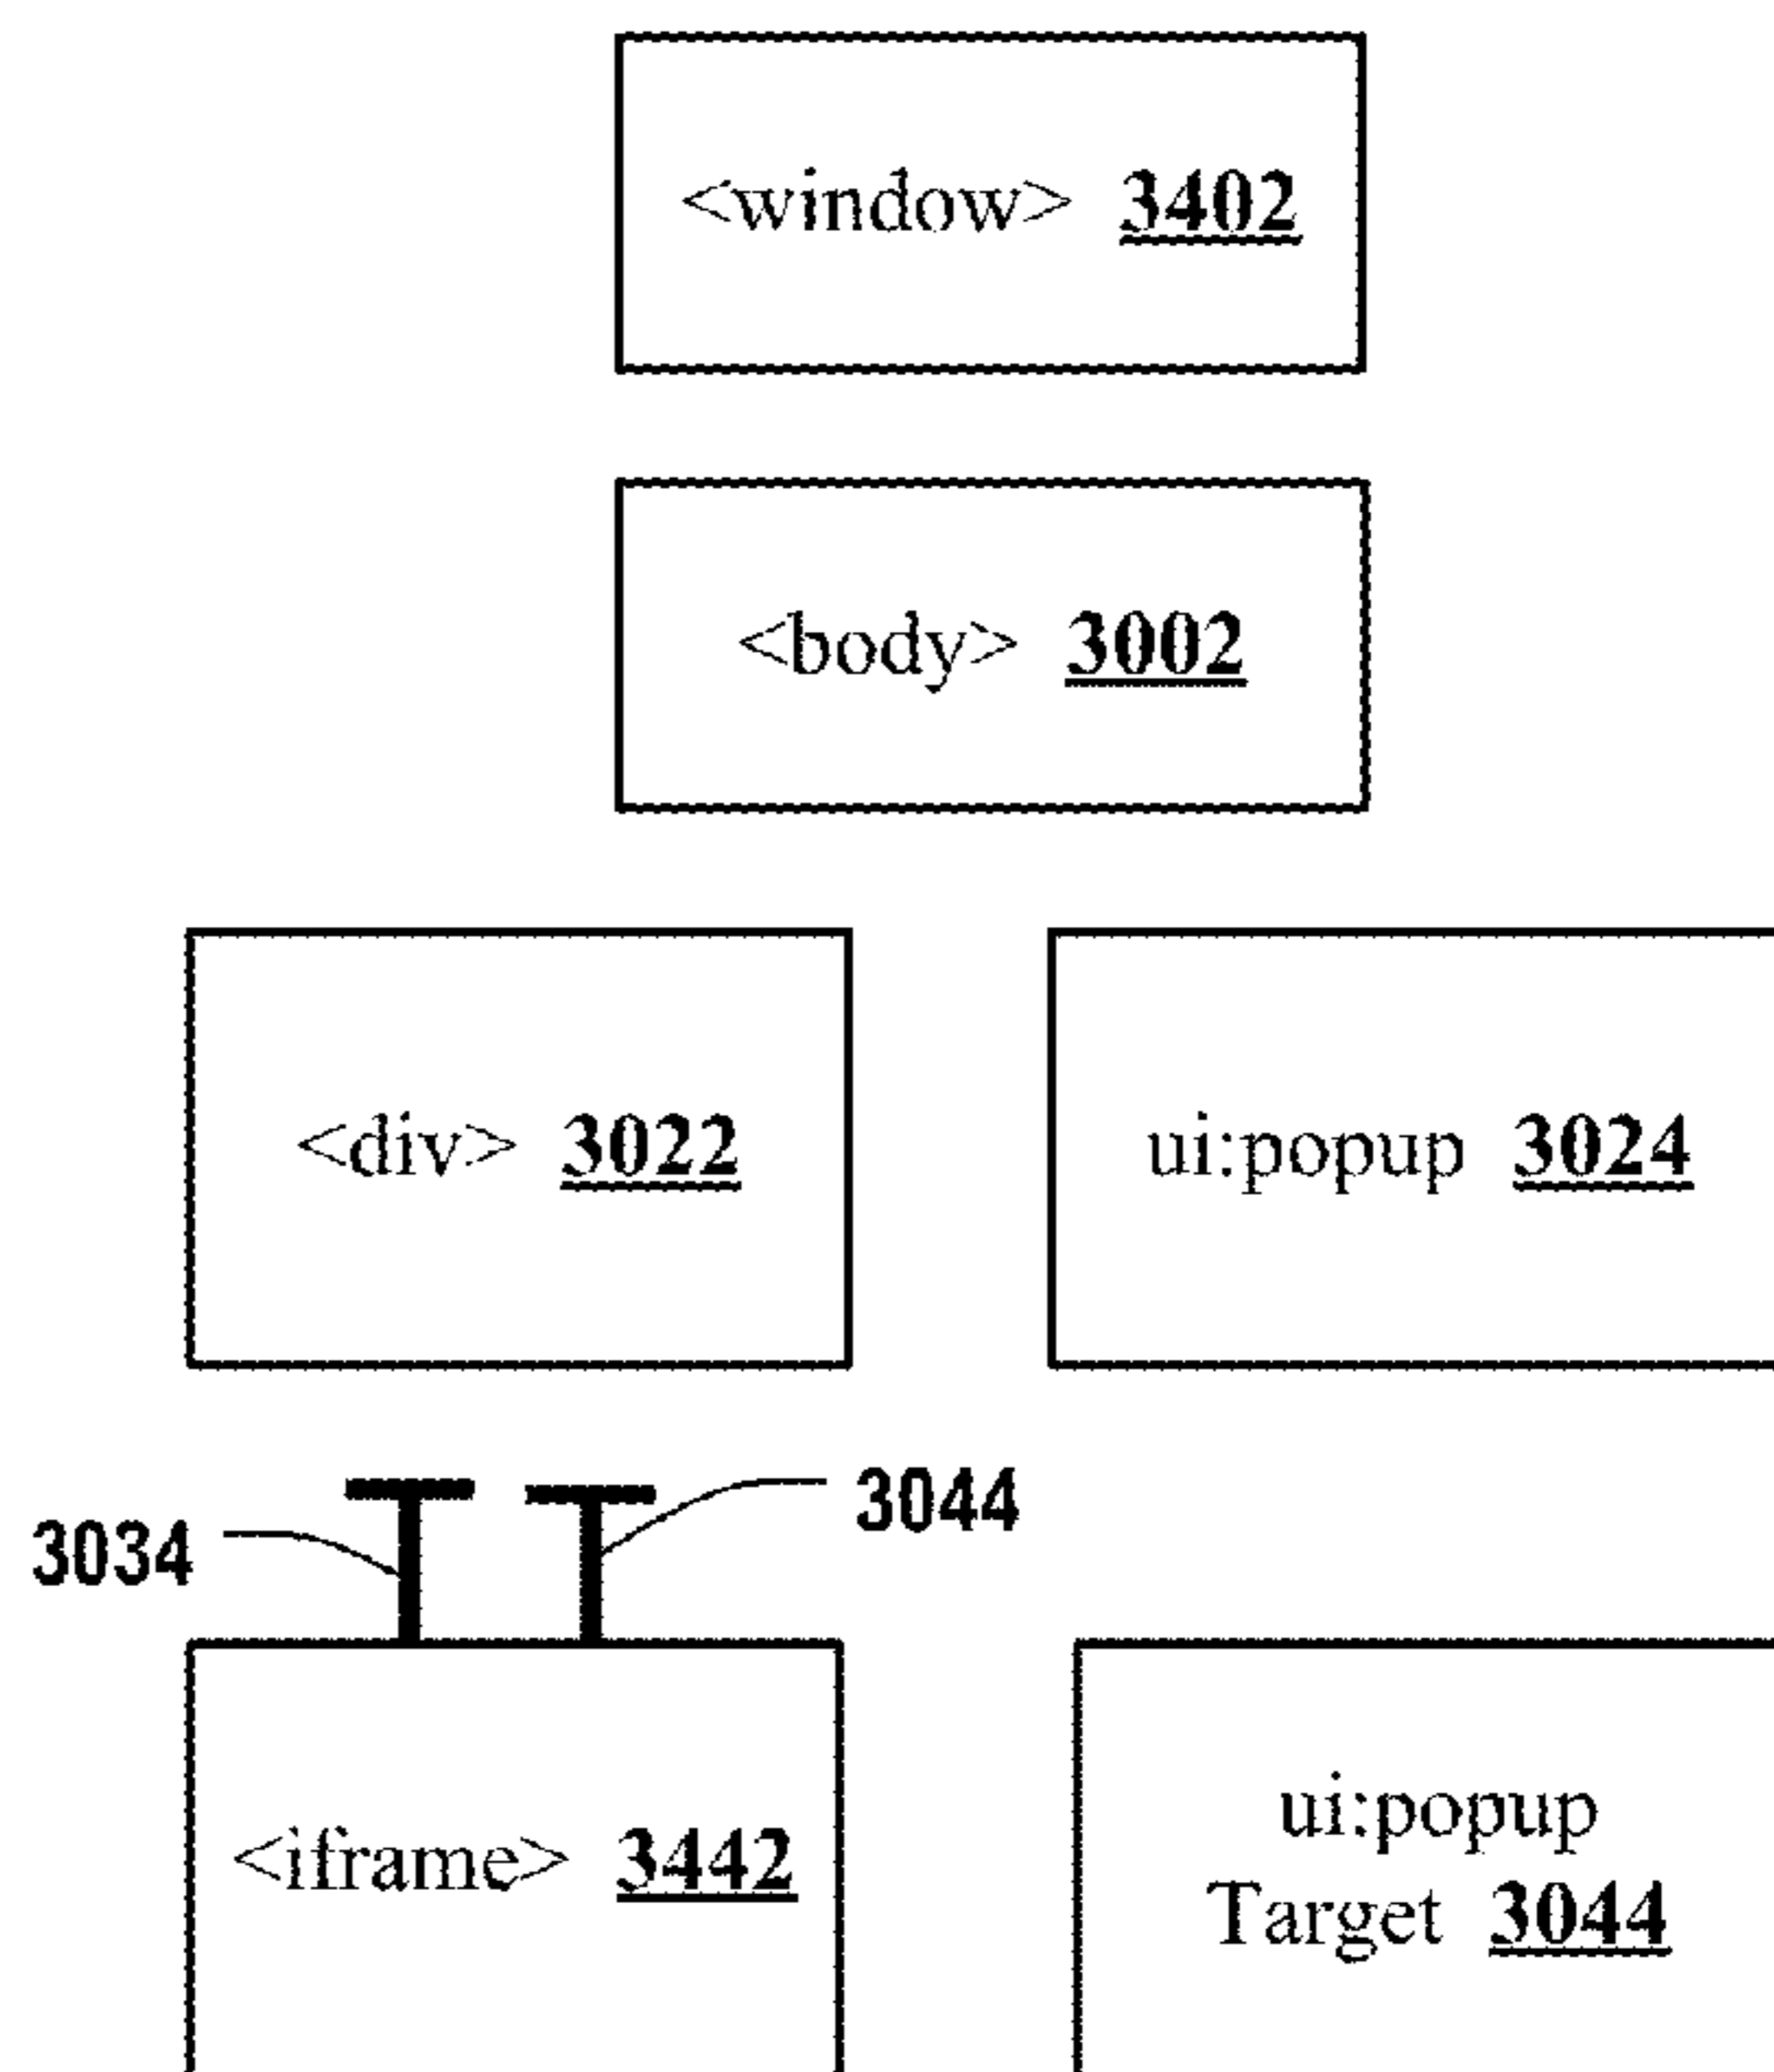 <window> 3402
<body> 3002
<div> 3022
ui:popup 3024
3044
3034
<iframe> 3442
ui:popup
Target 3044